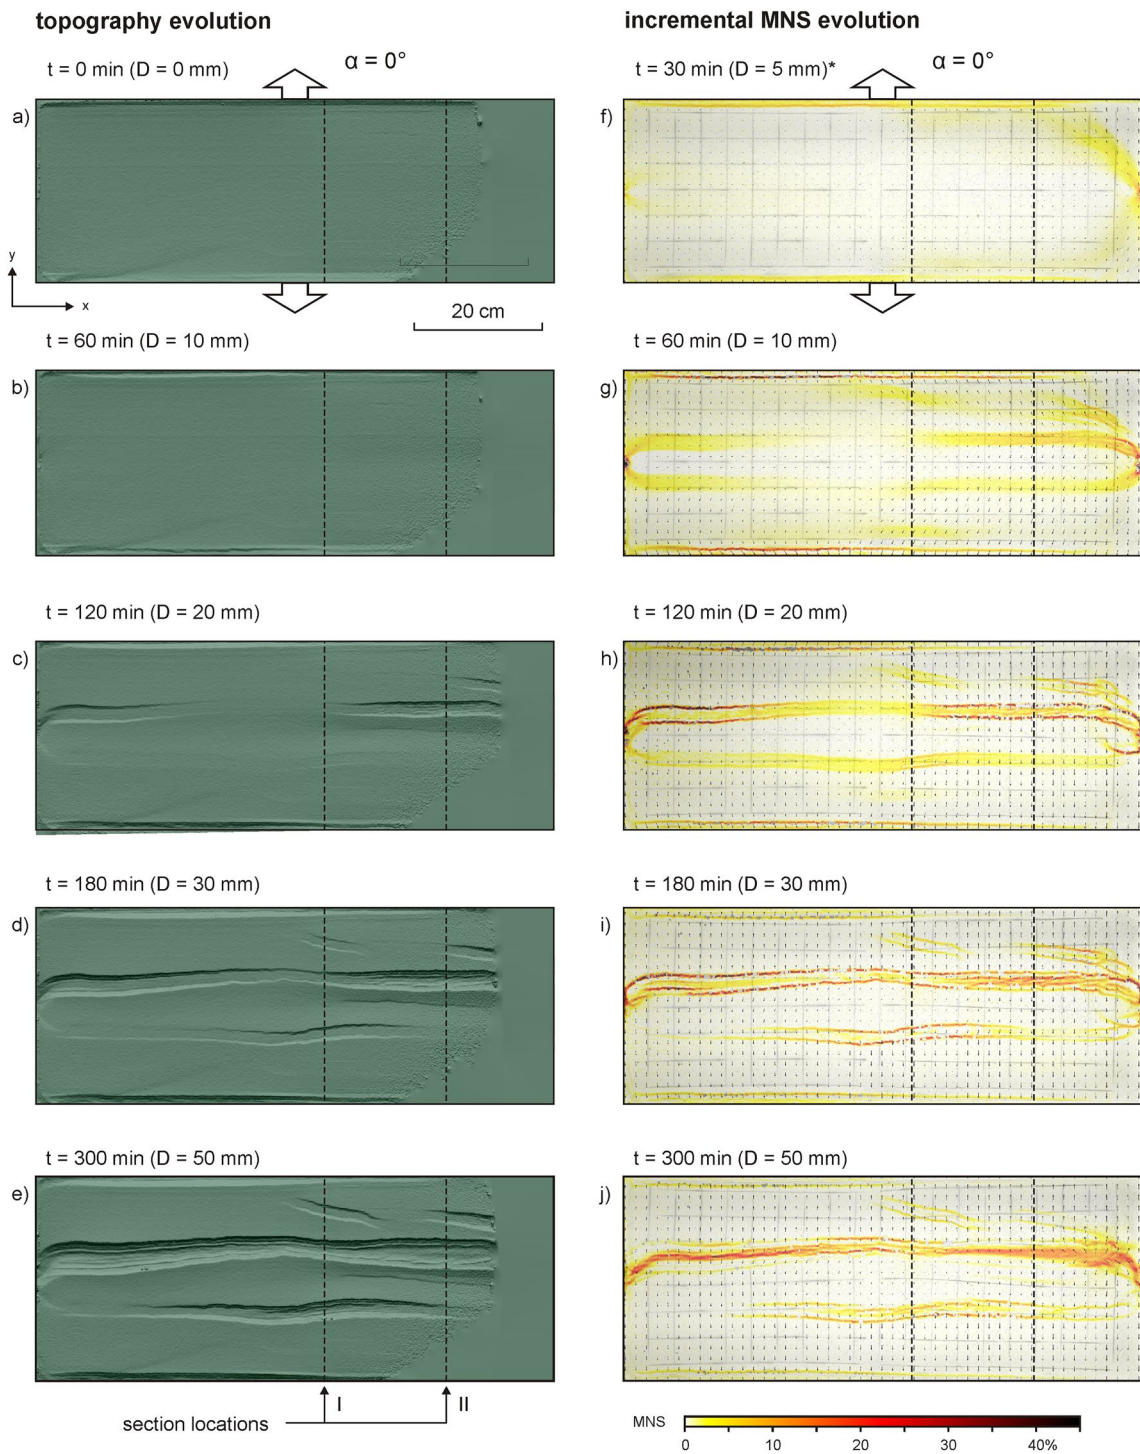 topography evolution
incremental MNS evolution
t = 0 min (D = 0 mm)
α = 0°
t = 30 min (D = 5 mm)*
α = 0°
a)
f)
y
x
20 cm
t = 60 min (D = 10 mm)
t = 60 min (D = 10 mm)
b)
g)
t = 120 min (D = 20 mm)
t = 120 min (D = 20 mm)
c)
h)
t = 180 min (D = 30 mm)
t = 180 min (D = 30 mm)
d)
i)
t = 300 min (D = 50 mm)
t = 300 min (D = 50 mm)
e)
j)
I
II
section locations
MNS
0 10 20 30 40%